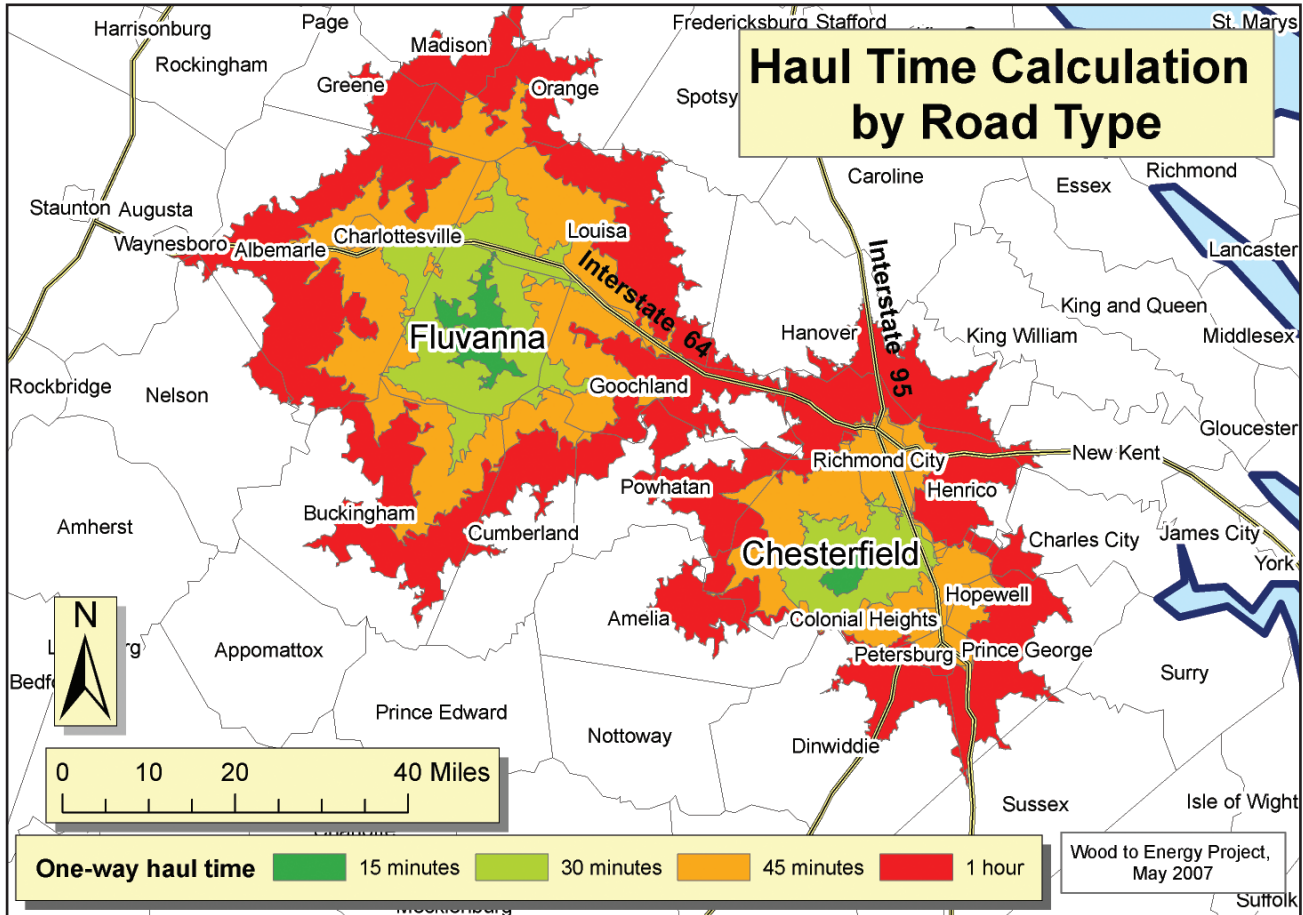 Haul Time Calculation
by Road Type
Page
Harrisonburg
Rockingham
Madison
Greene
Orange
Fredericksburg Stafford
St. Marys
Caroline
Essex
Richmond
Staunton
Augusta
Waynesboro
Albemarle
Charlottesville
Louisa
Lancaster
Interstate 64
Interstate 95
King and Queen
Fluvanna
Hanover
King William
Middlesex
Rockbridge
Nelson
Goochland
Gloucester
Richmond City
New Kent
Powhatan
Henrico
Buckingham
Amherst
Cumberland
Charles City
James City
Chesterfield
York
Hopewell
Amelia
Colonial Heights
Appomattox
Petersburg
Prince George
Surry
Prince Edward
Nottoway
Dinwiddie
Sussex
Isle of Wight
Suffolk
N
0 10 20 40 Miles
One-way haul time 15 minutes 30 minutes 45 minutes 1 hour
Wood to Energy Project,
May 2007